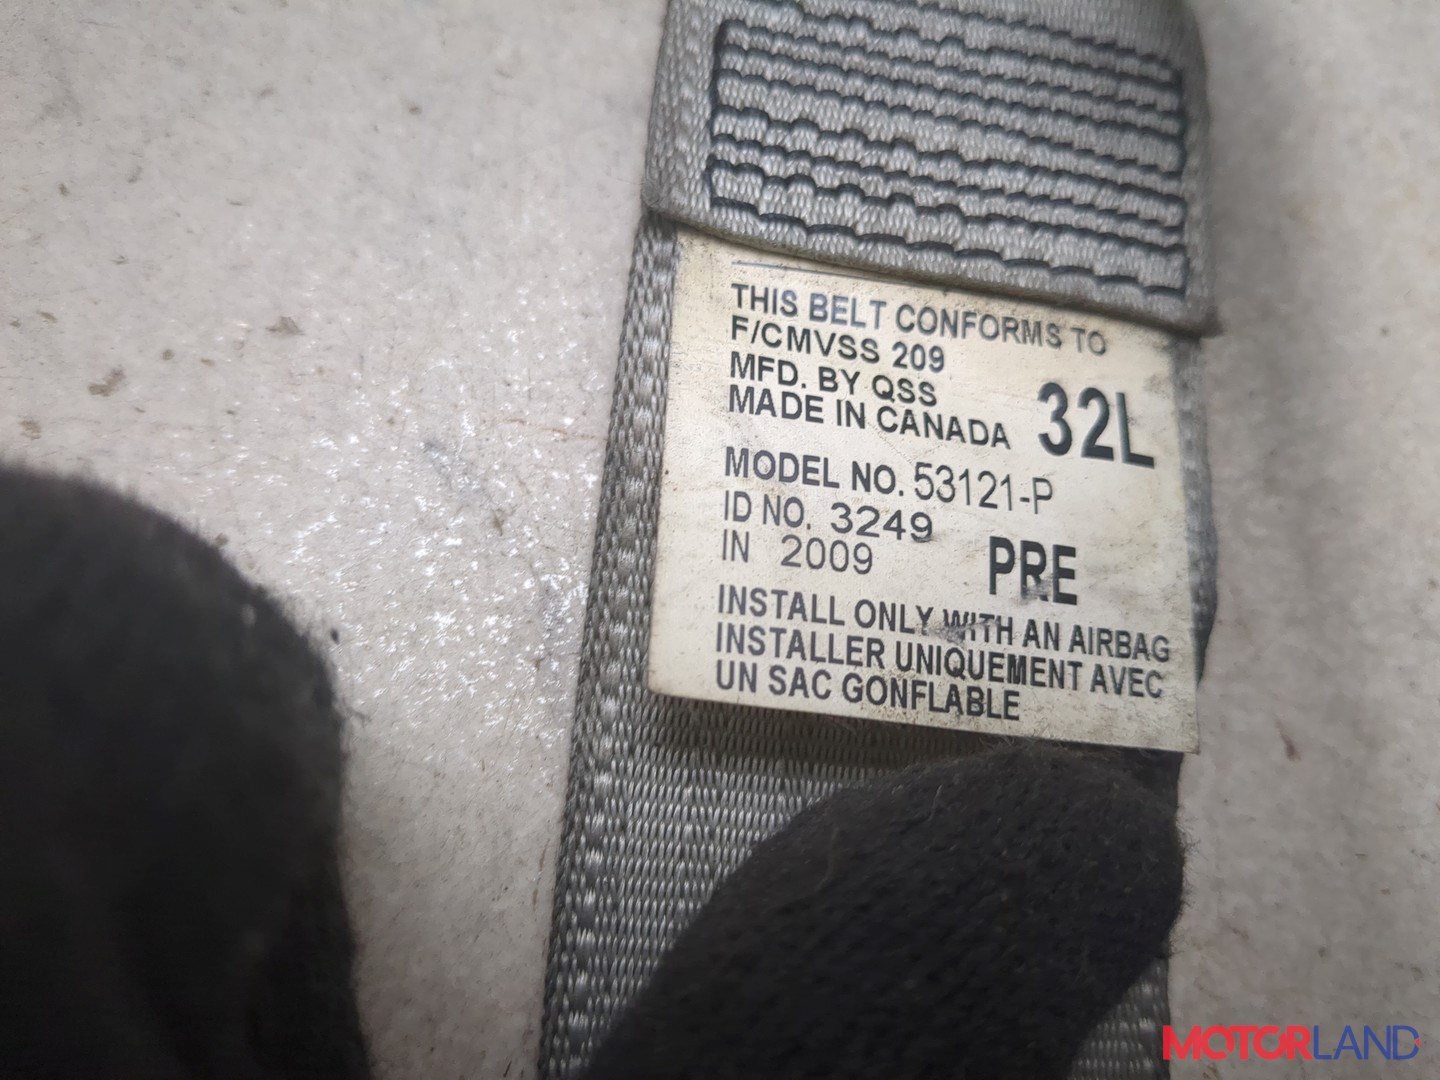 THIS BELT CONFORMS TO
F/CMVSS 209
MFD. BY QSS
MADE IN CANADA
32L
MODEL NO. 53121-P
ID NO. 3249
IN 2009
PRE
INSTALL ONLY WITH AN AIRBAG
INSTALLER UNIQUEMENT AVEC
UN SAC GONFLABLE
MOTORLAND